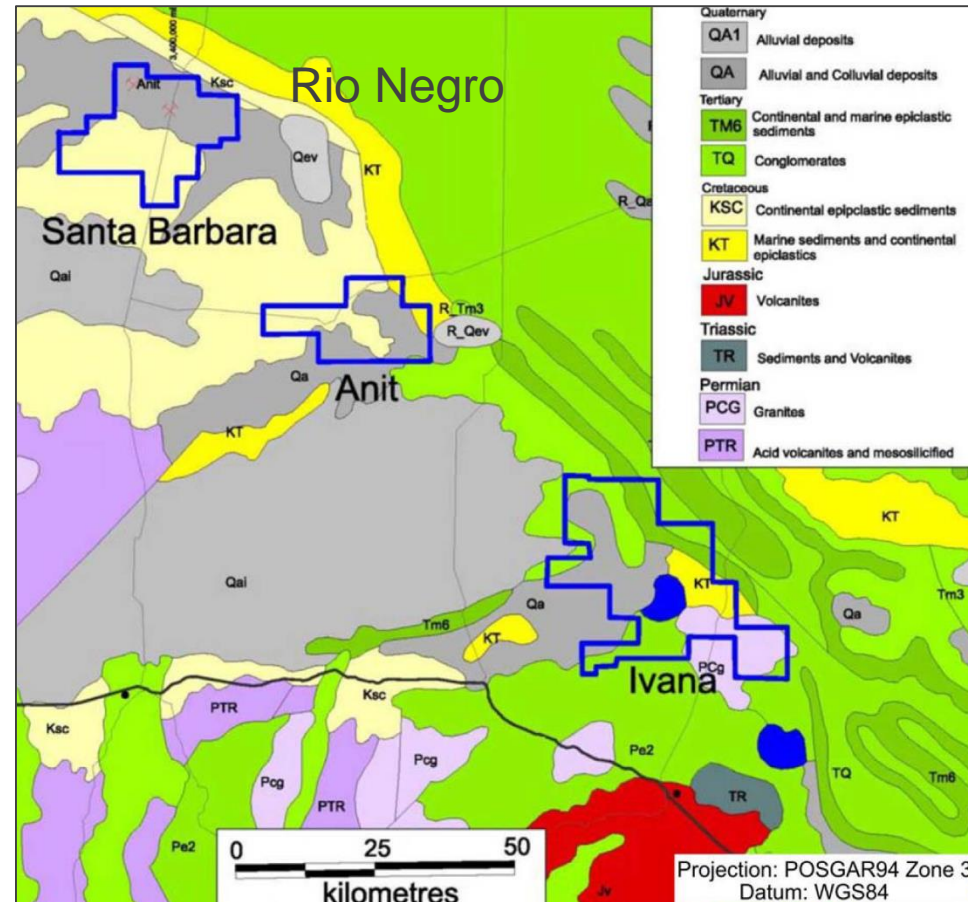 3,400,000 ml
Anit
Ksc
Rio Negro
Qev
KT
Santa Barbara
Qai
R_Tm3
R_Qev
Anit
Qa
KT
Qai
Qa
Tm6
KT
KT
PCg
Ivana
KT
Tm3
Qa
Ksc
PTR
Ksc
Pcg
Pcg
PTR
Pe2
Pe2
TR
TQ
Tm6
Jv
Quaternary
QA1 Alluvial deposits
QA Alluvial and Colluvial deposits
Tertiary
TM6 Continental and marine epiclastic
sediments
TQ Conglomerates
Cretaceous
KSC Continental epipclastic sediments
KT Marine sediments and continental
epiclastics
Jurassic
JV Volcanites
Triassic
TR Sediments and Volcanites
Permian
PCG Granites
PTR Acid volcanites and mesosilicified
0 25 50
kilometres
Projection: POSGAR94 Zone 3
Datum: WGS84